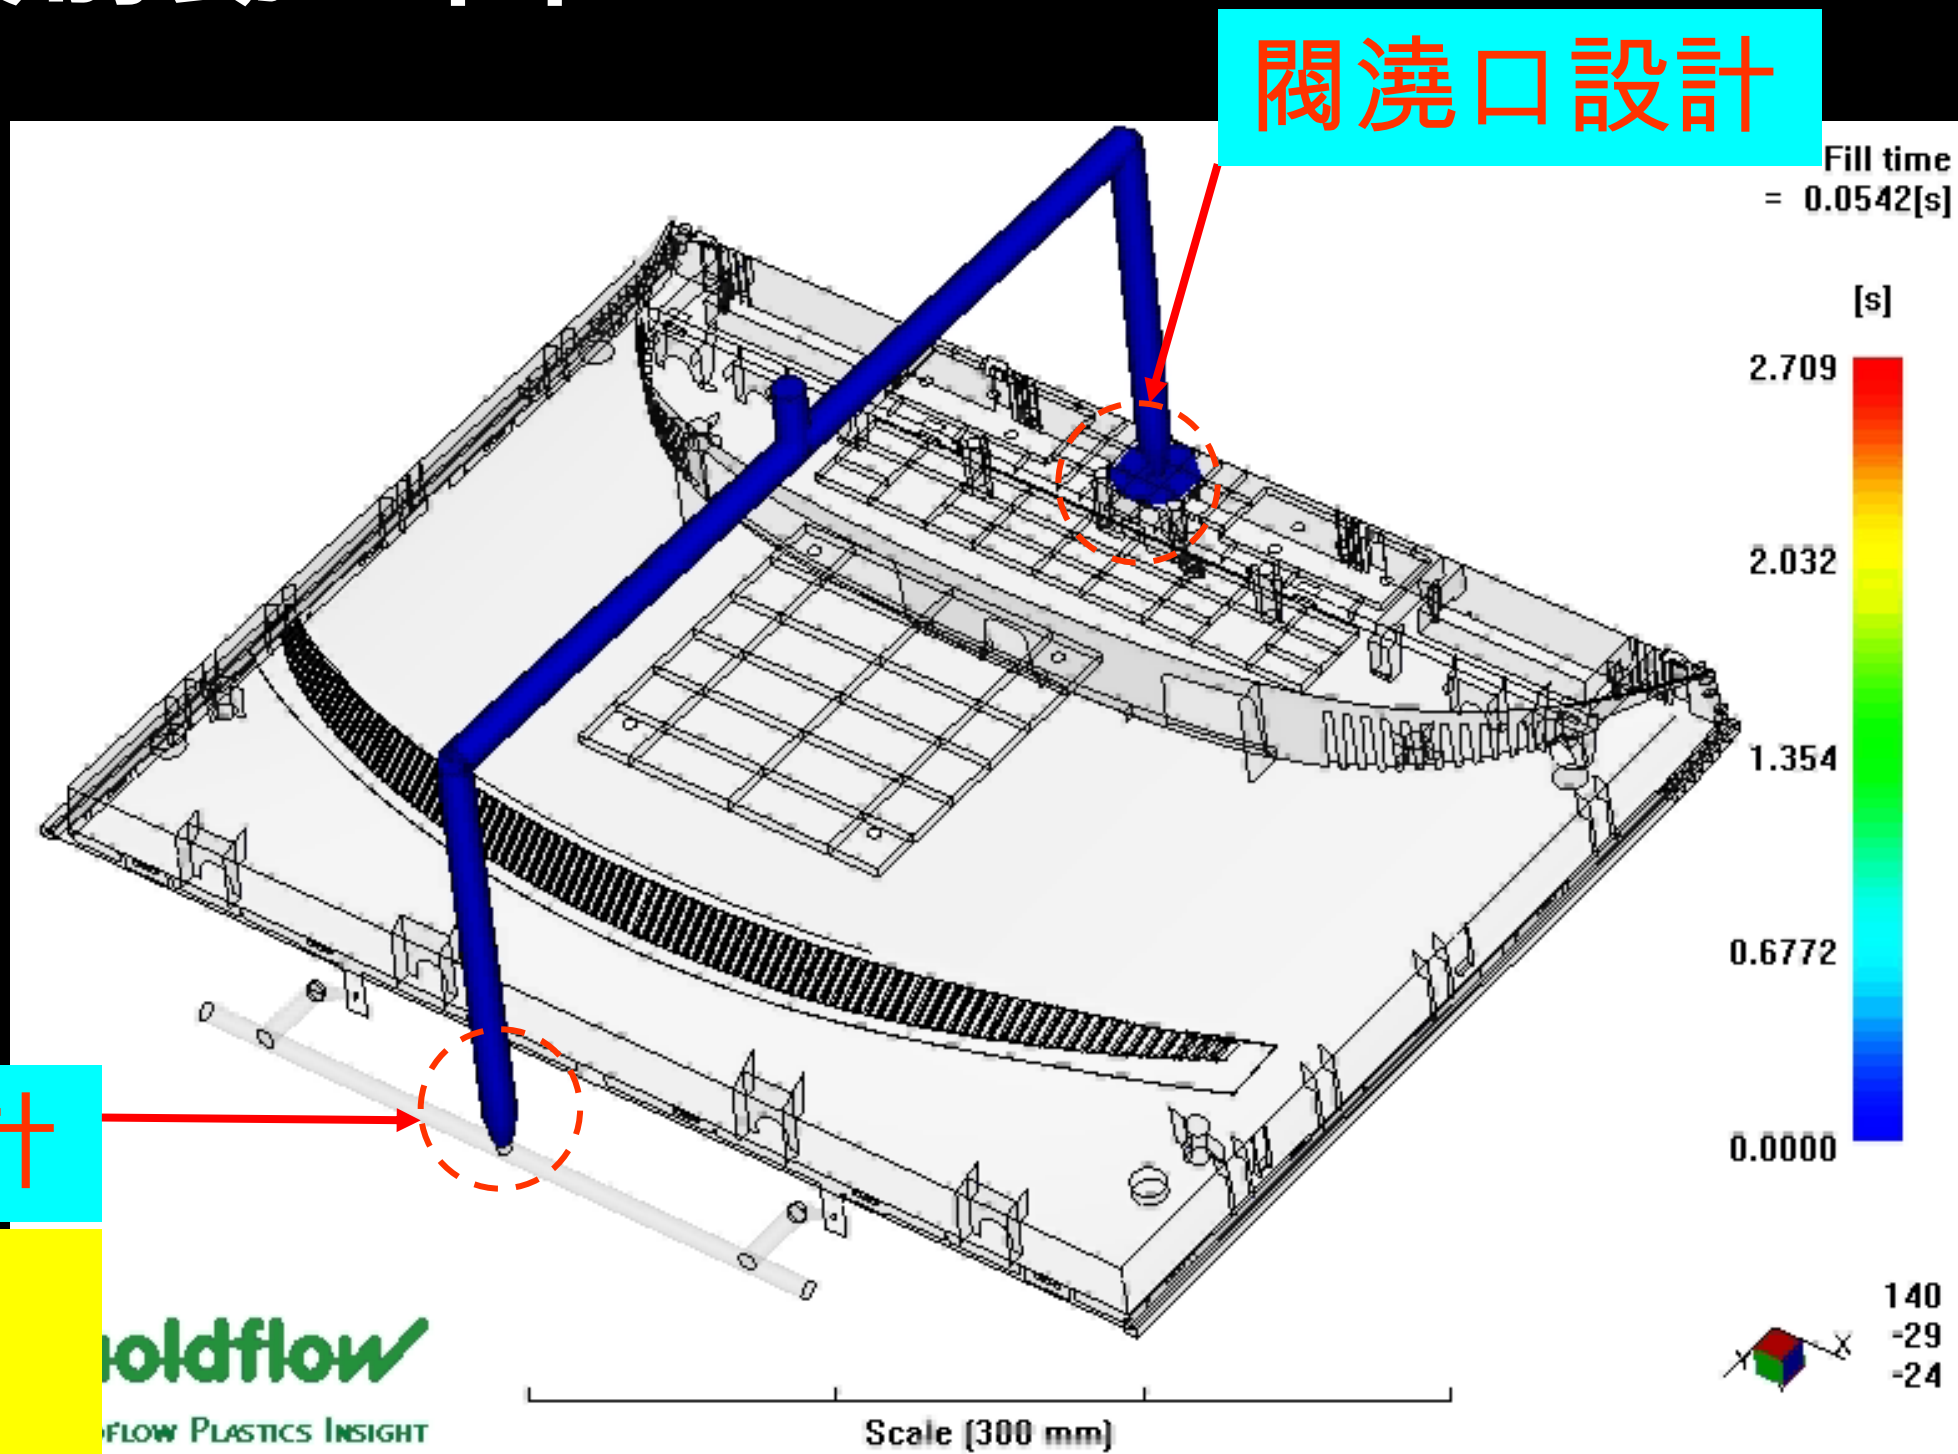 閥澆口設計
Fill time
= 0.0542[s]
[s]
2.709
2.032
1.354
0.6772
0.0000
計
oldflow
FLOW PLASTICS INSIGHT
Scale (300 mm)
Y
X
140
-29
-24